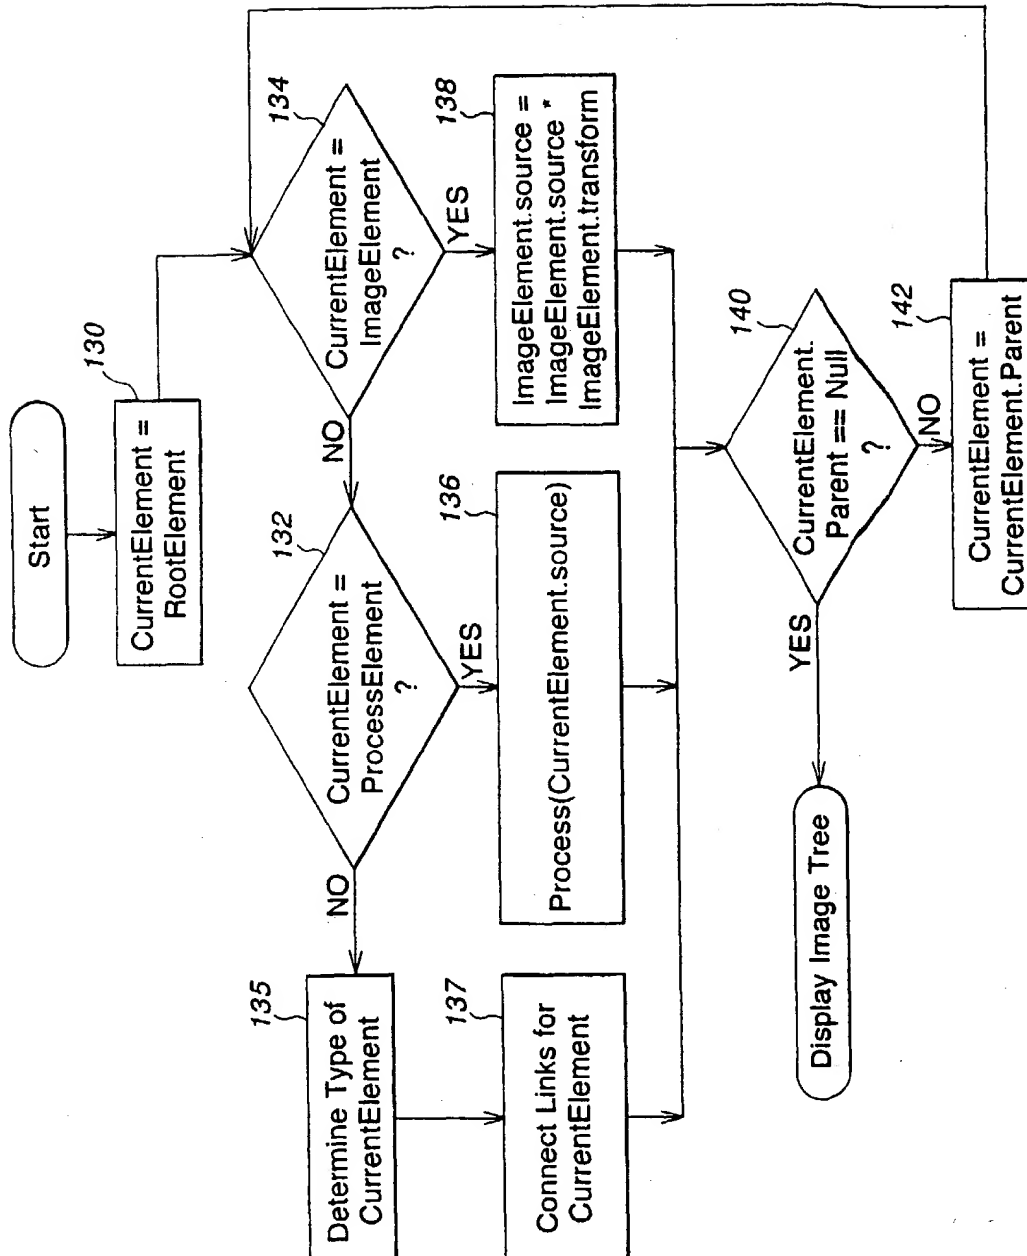 Start
130
CurrentElement =
RootElement
134
CurrentElement =
ImageElement
?
NO
YES
132
CurrentElement =
ProcessElement
?
NO
YES
135
Determine Type of
CurrentElement
137
Connect Links for
CurrentElement
136
Process(CurrentElement.source)
138
ImageElement.source =
ImageElement.source *
ImageElement.transform
140
CurrentElement.
Parent == Null
?
YES
NO
142
CurrentElement =
CurrentElement.Parent
Display Image Tree